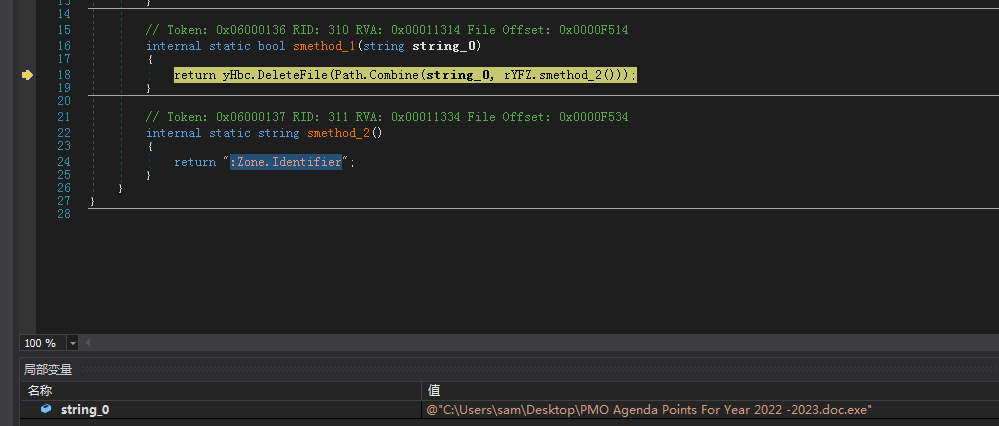 13 }
14
15 // Token: 0x06000136 RID: 310 RVA: 0x00011314 File Offset: 0x0000F514
16 internal static bool smethod_1(string string_0)
17 {
18 return yHbc.DeleteFile(Path.Combine(string_0, rYFZ.smethod_2()));
19 }
20
21 // Token: 0x06000137 RID: 311 RVA: 0x00011334 File Offset: 0x0000F534
22 internal static string smethod_2()
23 {
24 return ":Zone.Identifier";
25 }
26 }
27 }
28
100 %
局部变量
名称 值
string_0 @"C:\Users\sam\Desktop\PMO Agenda Points For Year 2022 -2023.doc.exe"